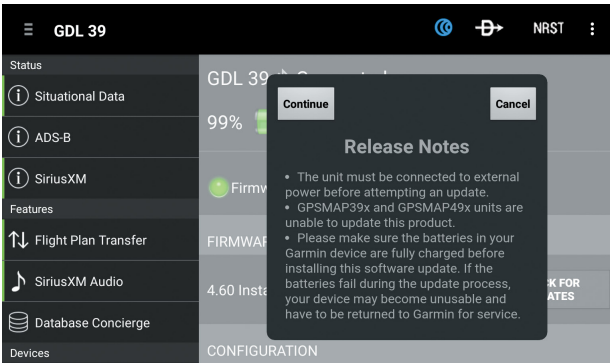 GDL 39
NRST
Status
Situational Data
ADS-B
SiriusXM
Features
Flight Plan Transfer
SiriusXM Audio
Database Concierge
Devices
GDL 39
99%
4.60
CONFIGURATION
Continue
Cancel
Release Notes
• The unit must be connected to external
power before attempting an update.
• GPSMAP39x and GPSMAP49x units are
unable to update this product.
• Please make sure the batteries in your
Garmin device are fully charged before
installing this software update. If the
batteries fail during the update process,
your device may become unusable and
have to be returned to Garmin for service.